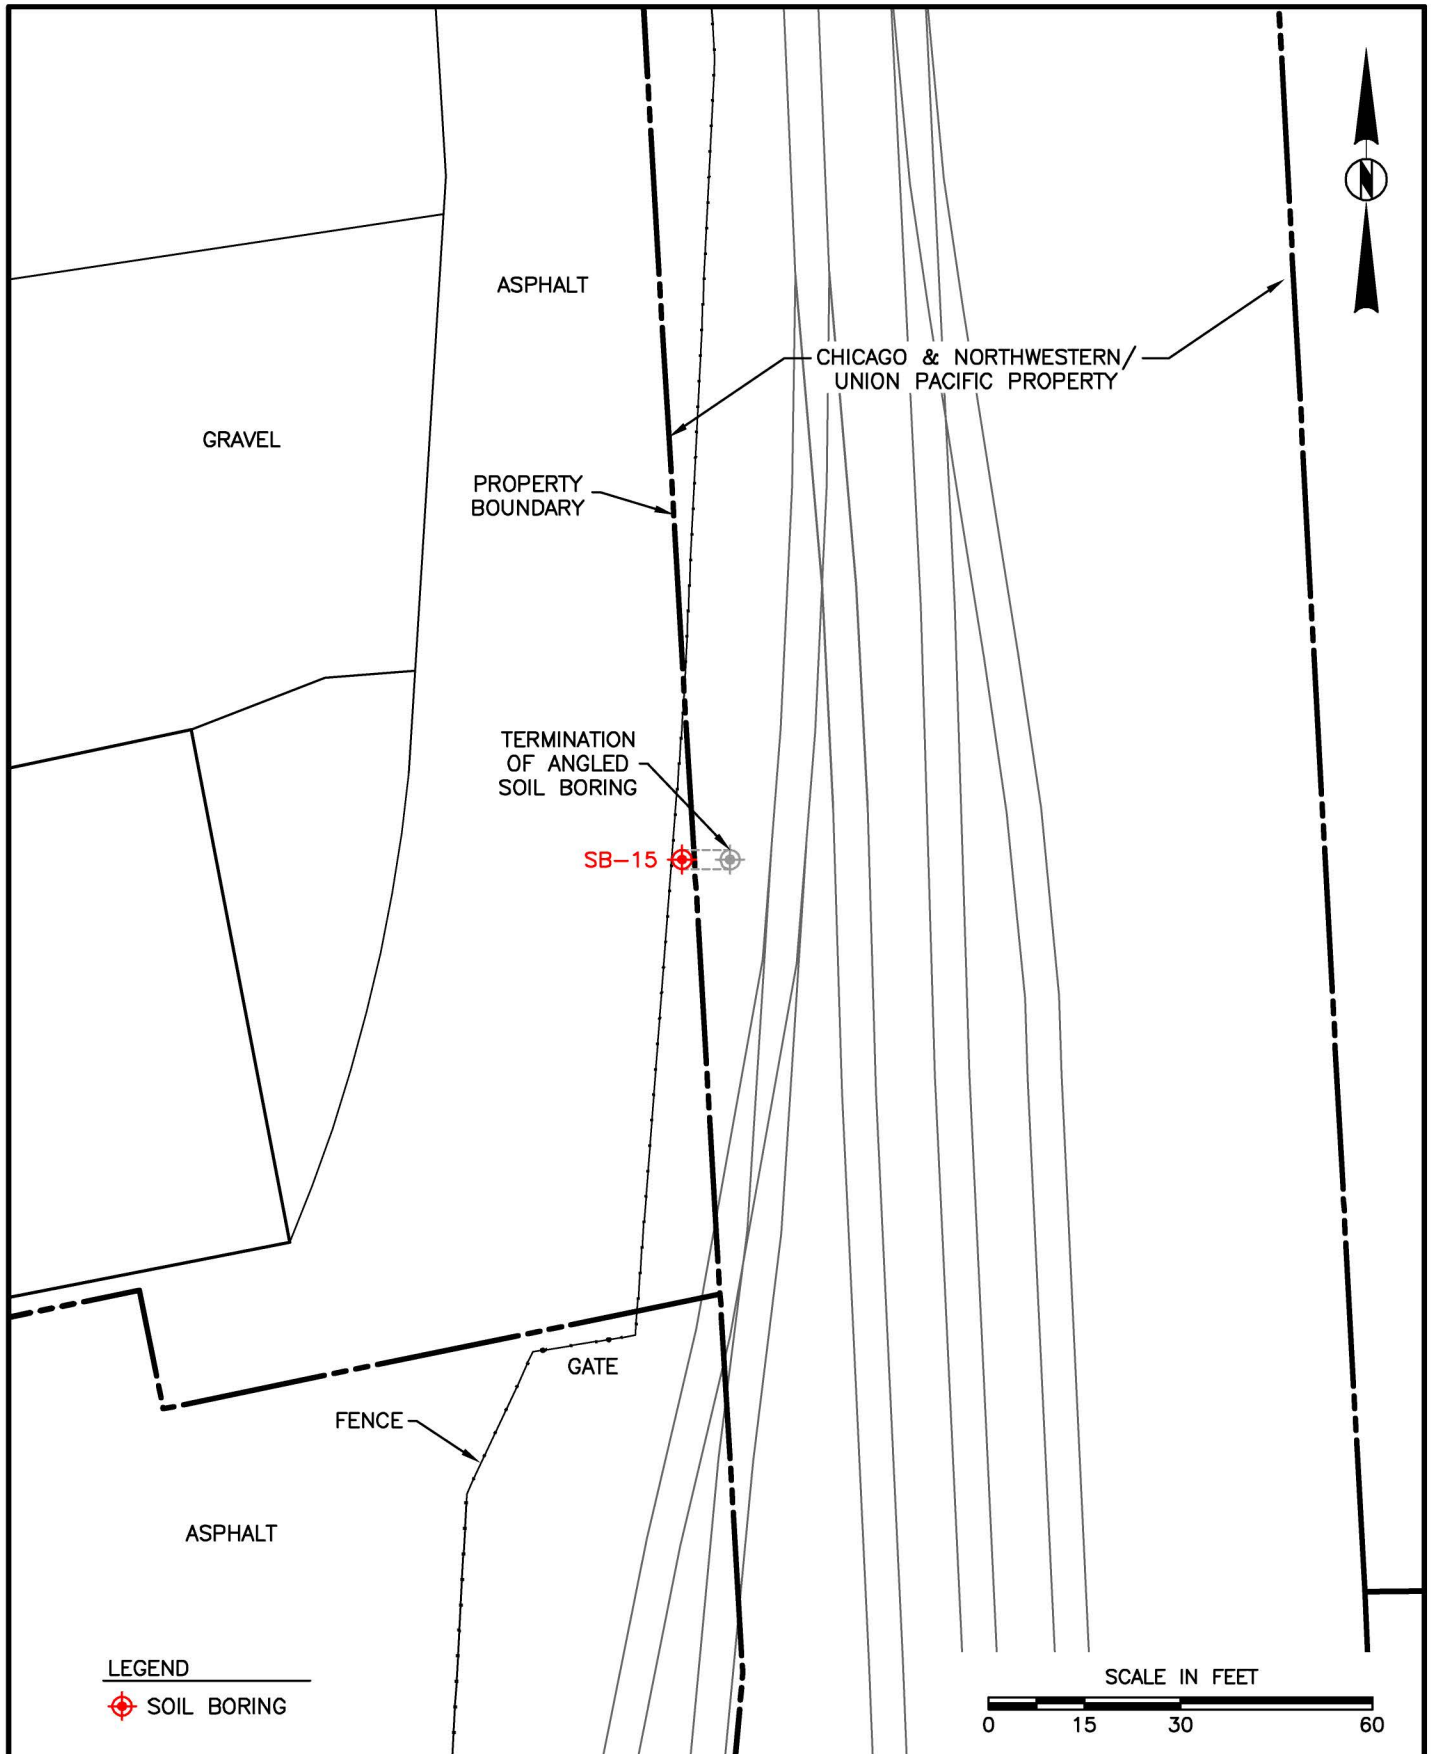 ASPHALT
CHICAGO & NORTHWESTERN/
UNION PACIFIC PROPERTY
GRAVEL
PROPERTY
BOUNDARY
TERMINATION
OF ANGLED
SOIL BORING
SB-15
GATE
FENCE
ASPHALT
LEGEND
SOIL BORING
SCALE IN FEET
0 15 30 60
N